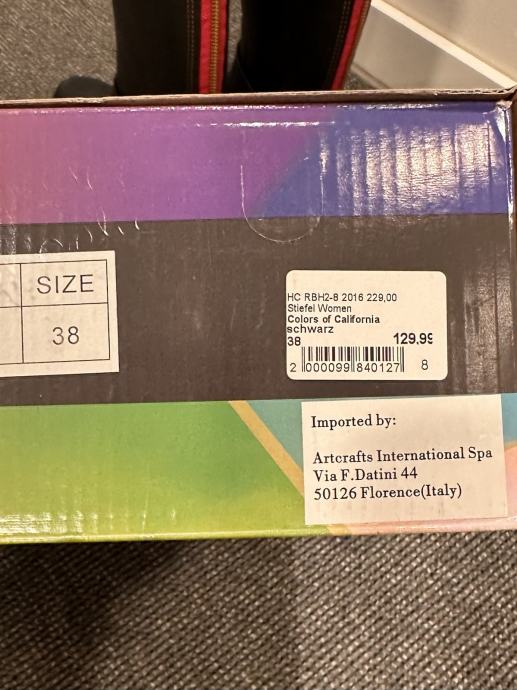 SIZE
38
HC RBH2-8 2016 229,00
Stiefel Women
Colors of California
schwarz
38 129,99
2 000099 840127 8
Imported by:
Artcrafts International Spa
Via F.Datini 44
50126 Florence(Italy)